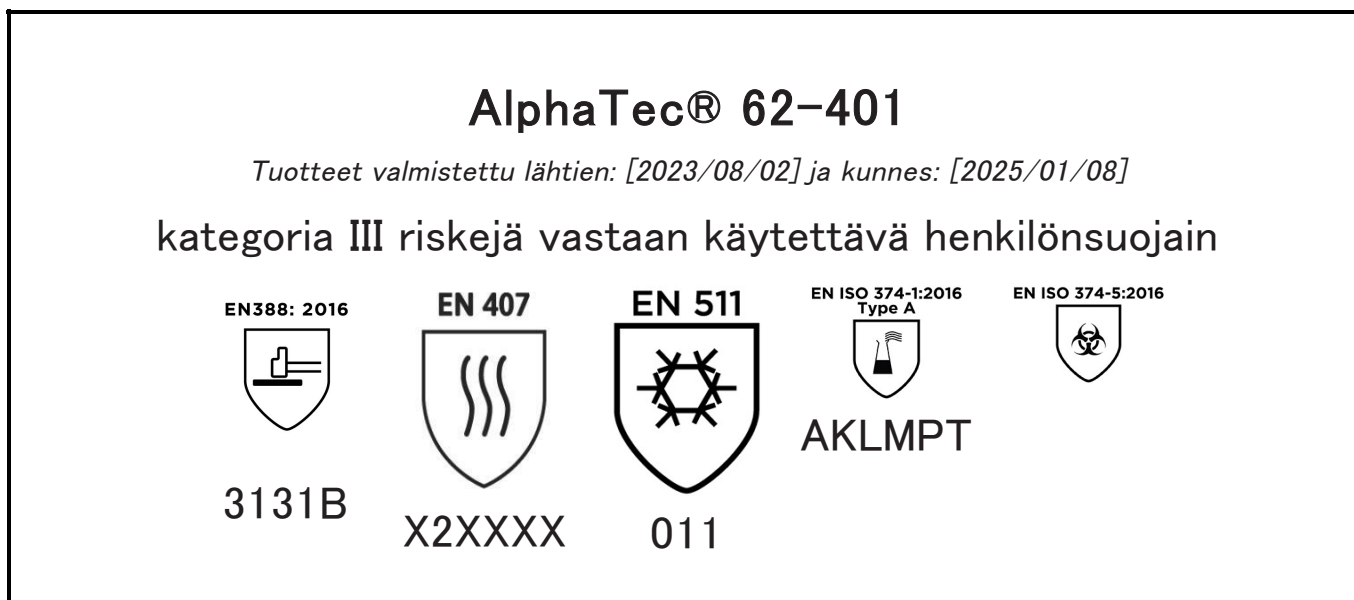 AlphaTec® 62-401
Tuotteet valmistettu lähtien: [2023/08/02] ja kunnes: [2025/01/08]
kategoria III riskejä vastaan käytettävä henkilönsuojain
EN388: 2016
EN 407
EN 511
EN ISO 374-1:2016
Type A
EN ISO 374-5:2016
3131B
X2XXXX
011
AKLMPT